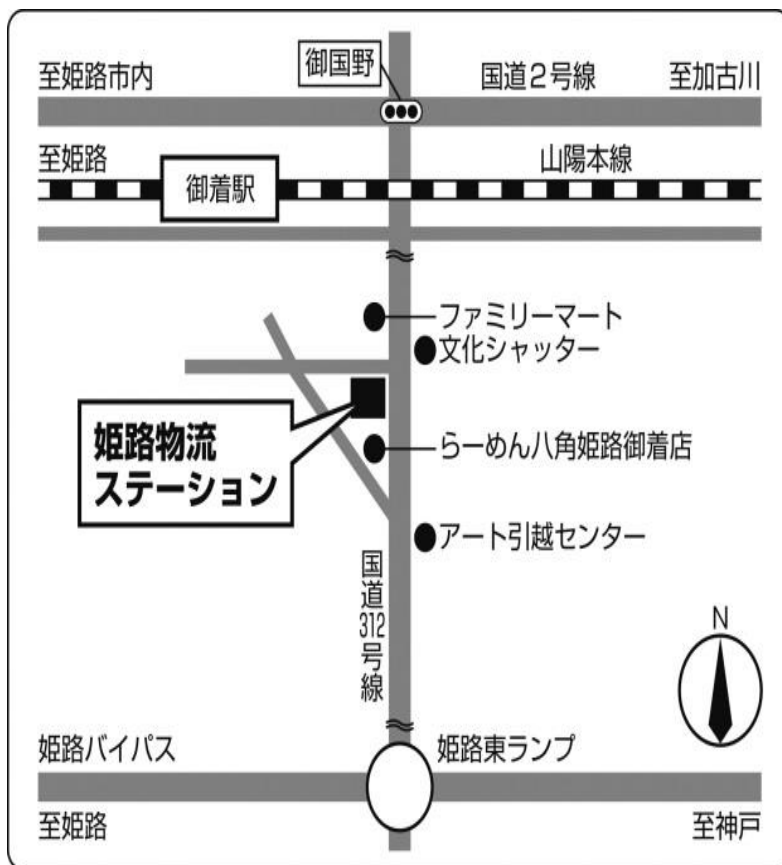 御国野
至姫路市内
国道2号線
至加古川
至姫路
山陽本線
御着駅
ファミリーマート
文化シャッター
姫路物流
ステーション
らーめん八角姫路御着店
アート引越センター
国道312号線
N
姫路バイパス
姫路東ランプ
至姫路
至神戸